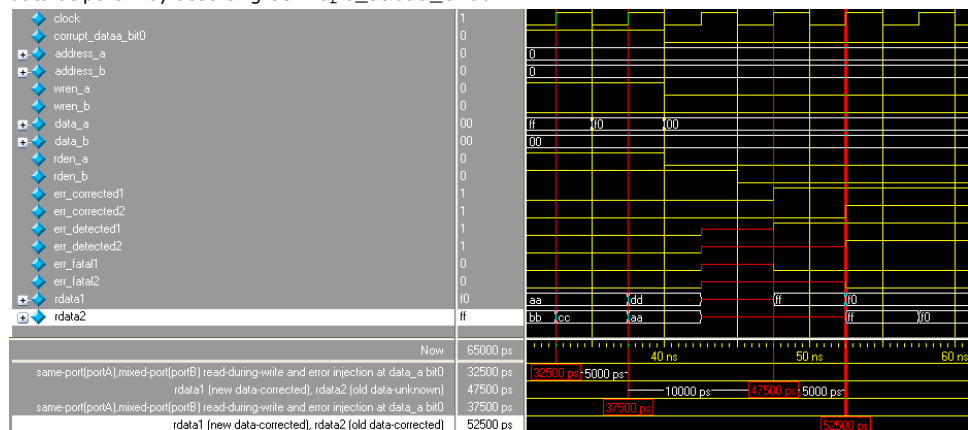 clock 1
corrupt_dataa_bit0 0
address_a 0 0
address_b 0 0
wren_a 0
wren_b 0
data_a 00 ff f0 00
data_b 00 00
rden_a 0
rden_b 0
err_corrected1 1
err_corrected2 1
err_detected1 1
err_detected2 1
err_fatal1 0
err_fatal2 0
rdata1 f0 aa dd ff f0
rdata2 ff bb cc aa ff f0
Now 65000 ps 40 ns 50 ns 60 ns
same-port(portA),mixed-port(portB) read-during-write and error injection at data_a bit0 32500 ps 32500 ps 5000 ps
rdata1 (new data-corrected), rdata2 (old data-unknown) 47500 ps 10000 ps 47500 ps 5000 ps
same-port(portA),mixed-port(portB) read-during-write and error injection at data_a bit0 37500 ps 37500 ps
rdata1 (new data-corrected), rdata2 (old data-corrected) 52500 ps 52500 ps